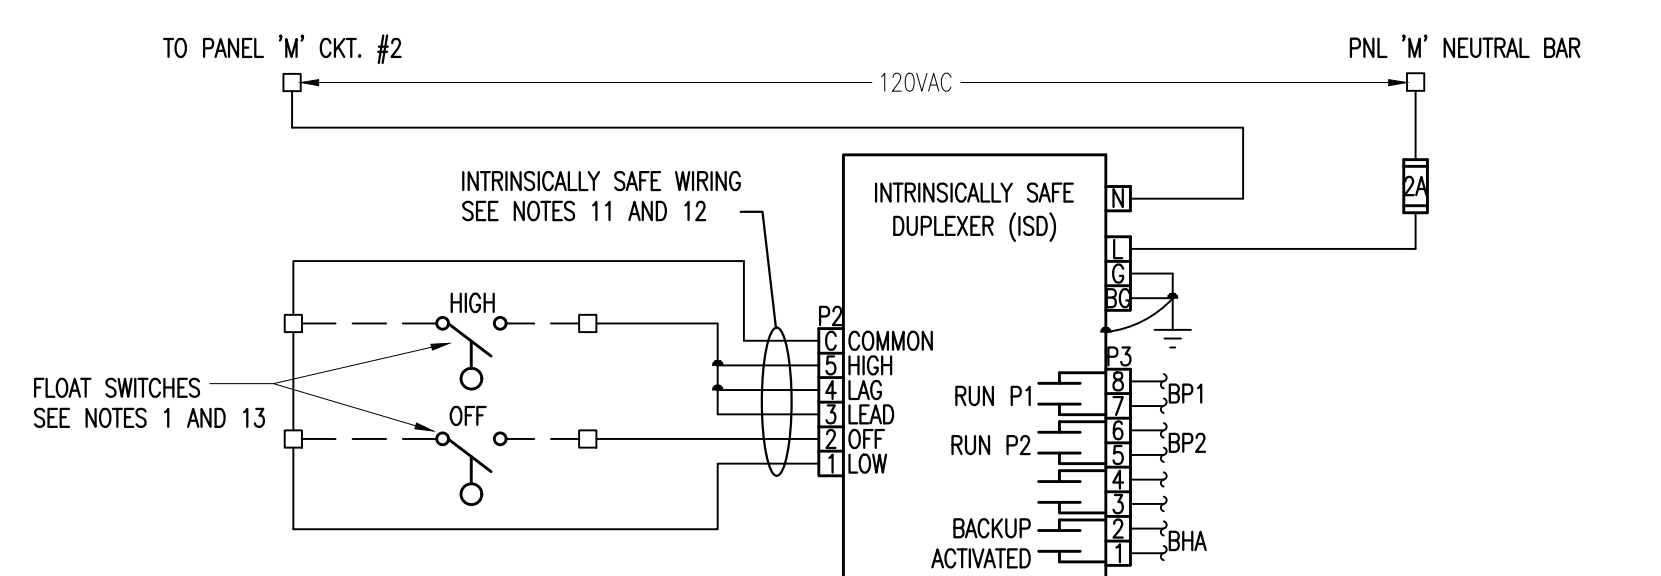 TO PANEL 'M' CKT. #2
PNL 'M' NEUTRAL BAR
120VAC
INTRINSICALLY SAFE WIRING
SEE NOTES 11 AND 12
INTRINSICALLY SAFE
DUPLEXER (ISD)
N
2A
L
G
BG
HIGH
P2
C COMMON
5 HIGH
4 LAG
3 LEAD
2 OFF
1 LOW
FLOAT SWITCHES
SEE NOTES 1 AND 13
OFF
P3
RUN P1
8
7
BP1
RUN P2
6
5
BP2
4
3
BACKUP
ACTIVATED
2
1
BHA